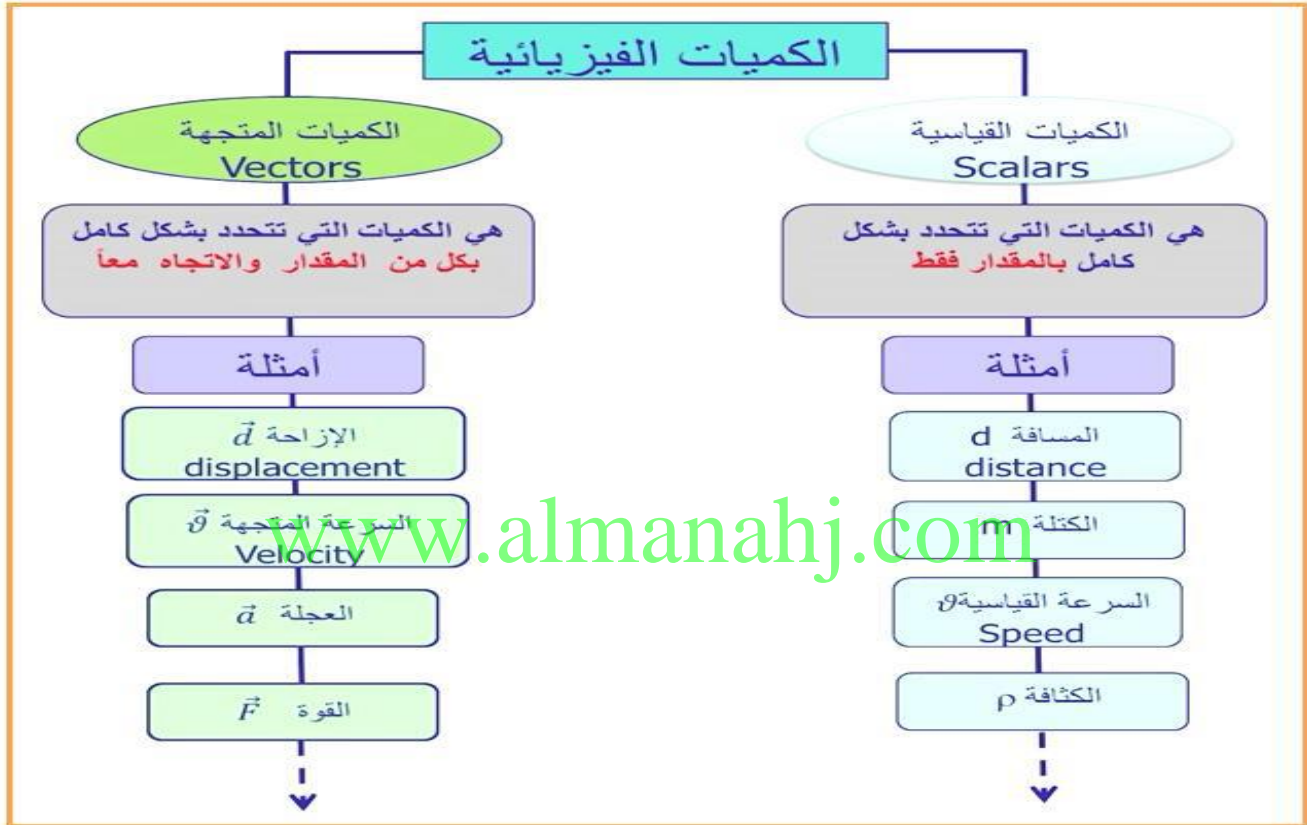 الكميات الفيزيائية
الكميات القياسية
Scalars
هي الكميات التي تتحدد بشكل
كامل بالمقدار فقط
أمثلة
المسافة d
distance
الكتلة m
السرعة القياسية ϑ
Speed
الكثافة ρ
الكميات المتجهة
Vectors
هي الكميات التي تتحدد بشكل كامل
بكل من المقدار والاتجاه معاً
أمثلة
الإزاحة d⃗
displacement
السرعة المتجهة ϑ⃗
Velocity
العجلة a⃗
القوة F⃗
www.almanahj.com